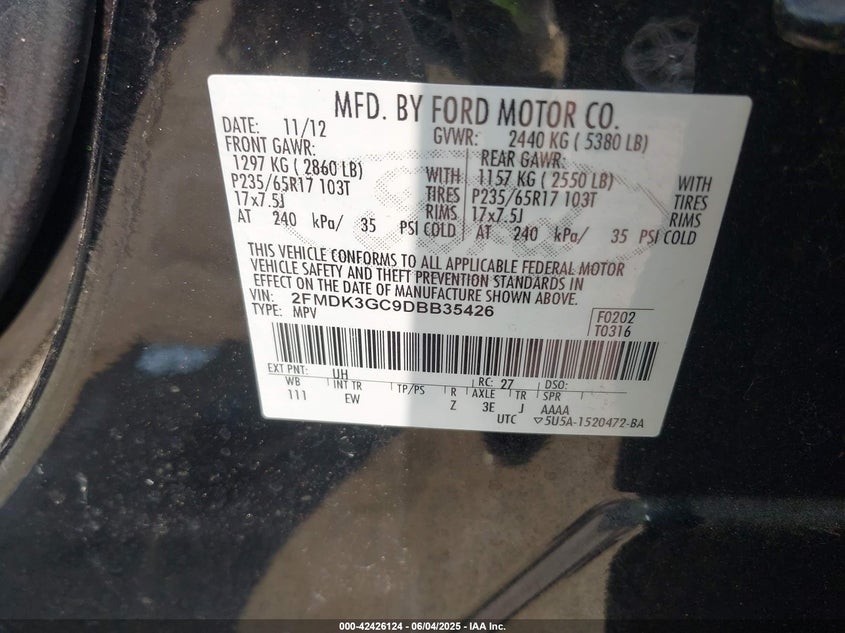 MFD. BY FORD MOTOR CO.
DATE: 11/12 GVWR: 2440 KG ( 5380 LB)
FRONT GAWR: REAR GAWR:
1297 KG ( 2860 LB) WITH 1157 KG ( 2550 LB) WITH
P235/65R17 103T TIRES P235/65R17 103T TIRES
17x7.5J RIMS 17x7.5J RIMS
AT 240 kPa/ 35 PSI COLD AT 240 kPa/ 35 PSI COLD
THIS VEHICLE CONFORMS TO ALL APPLICABLE FEDERAL MOTOR
VEHICLE SAFETY AND THEFT PREVENTION STANDARDS IN
EFFECT ON THE DATE OF MANUFACTURE SHOWN ABOVE.
VIN: 2FMDK3GC9DBB35426 F0202
TYPE: MPV T0316
EXT PNT: UH RC: 27 DSO:
WB INT TR TP/PS R AXLE TR SPR
111 EW Z 3E J AAAA
UTC ▽5U5A-1520472-BA
000-42426124 - 06/04/2025 - IAA Inc.